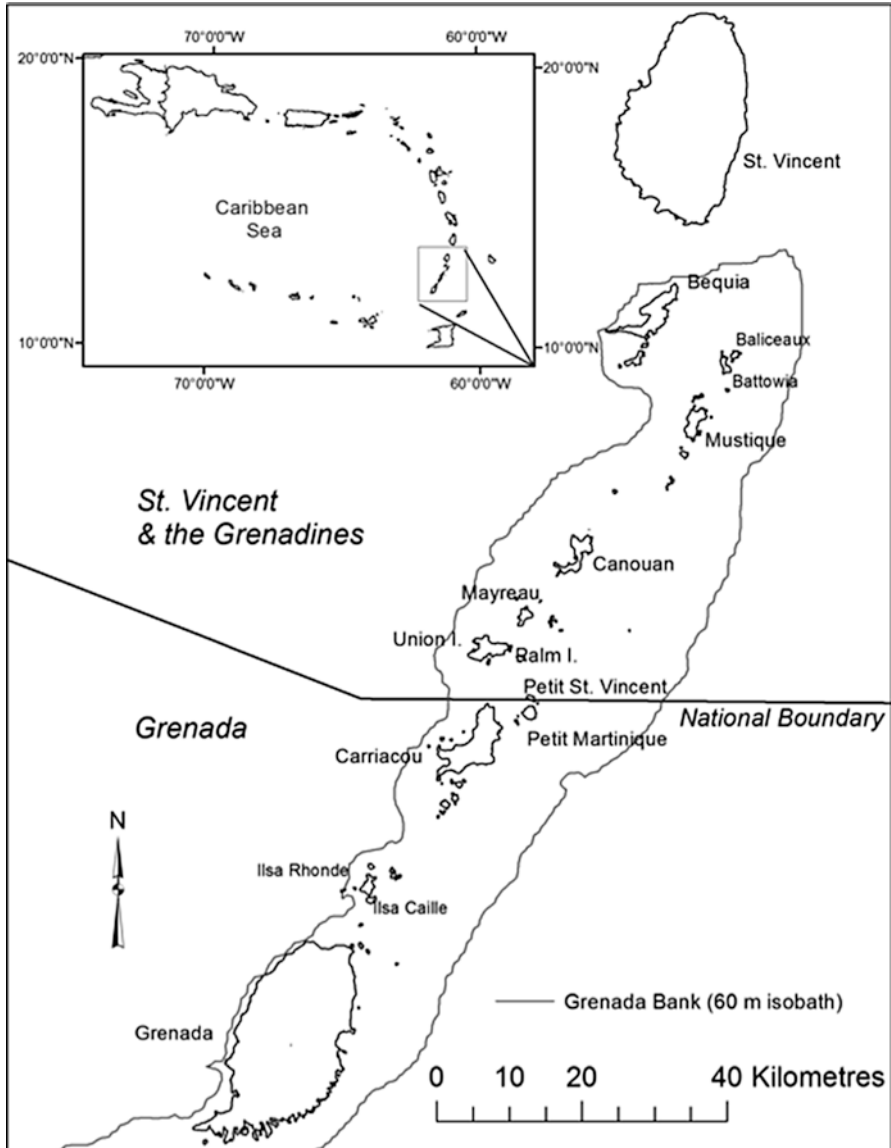 70°0'0"W
60°0'0"W
20°0'0"N
20°0'0"N
Caribbean
Sea
10°0'0"N
10°0'0"N
70°0'0"W
60°0'0"W
St. Vincent
Bequia
Baliceaux
Battowia
Mustique
St. Vincent
& the Grenadines
Canouan
Mayreau
Union I.
Palm I.
Petit St. Vincent
National Boundary
Grenada
Petit Martinique
Carriacou
N
Ilsa Rhonde
Ilsa Caille
Grenada Bank (60 m isobath)
Grenada
0 10 20 40 Kilometres